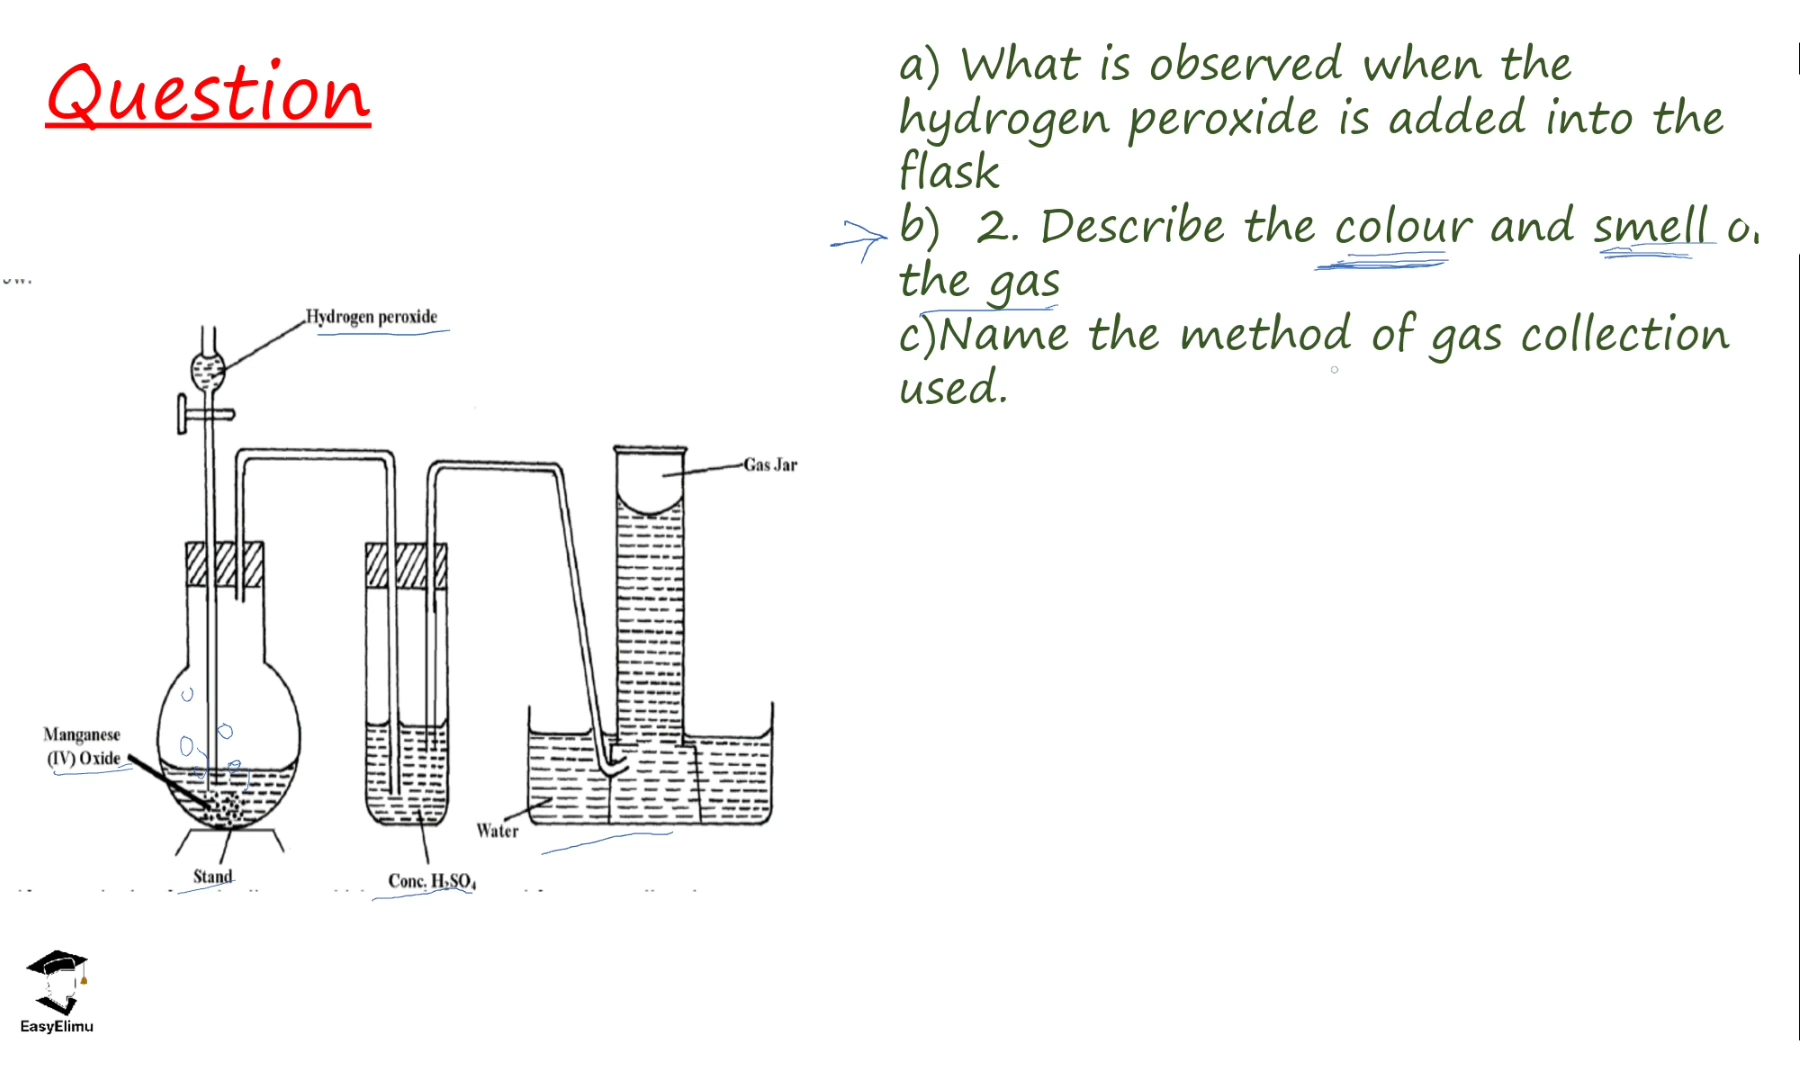 Question
a) What is observed when the
hydrogen peroxide is added into the
flask
b) 2. Describe the colour and smell
the gas
c)Name the method of gas collection
used.
Hydrogen peroxide
Gas Jar
Manganese
(IV) Oxide
Water
Stand
Conc. H₂SO₄
EasyElimu